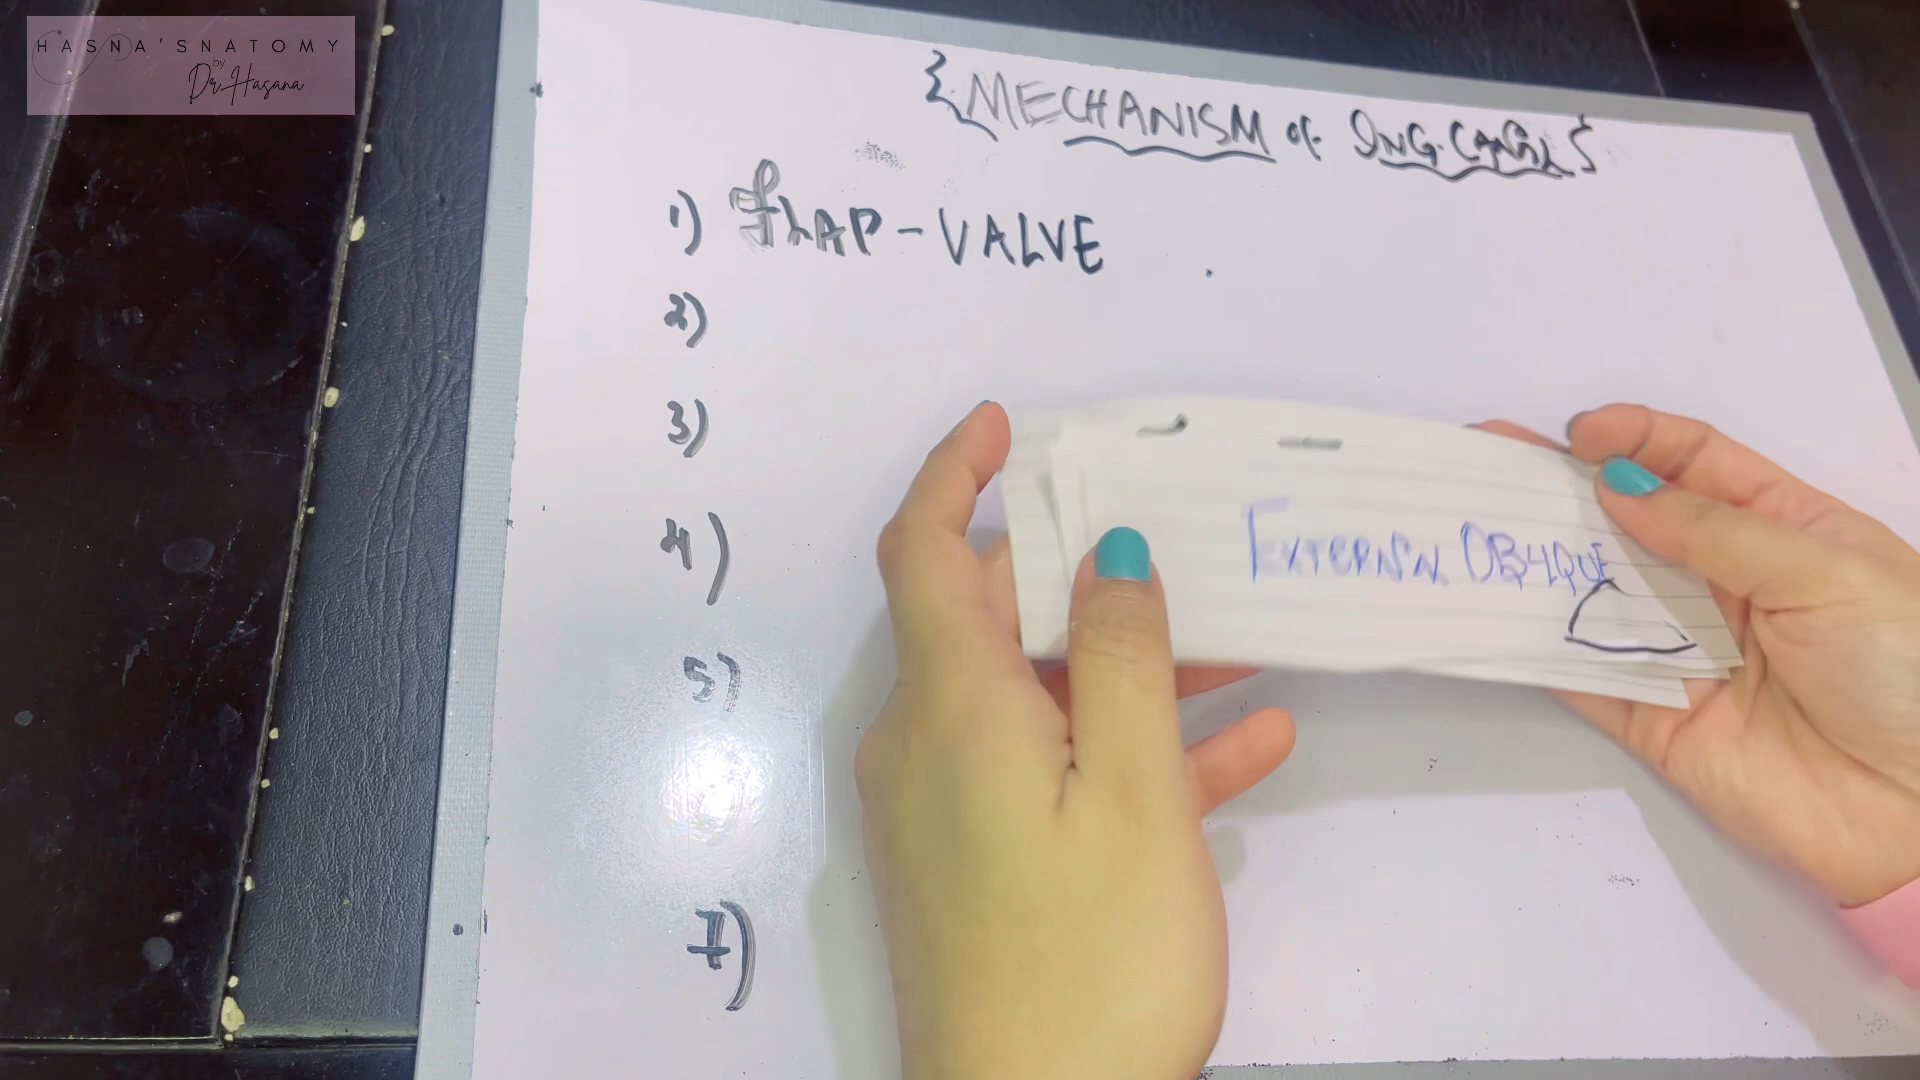 HASNA'SNATOMY
BY
Dr.Hasana
{MECHANISM of ING. CANAL}
1) FLAP-VALVE
2)
3)
4)
5)
7)
EXTERNAL OBLIQUE